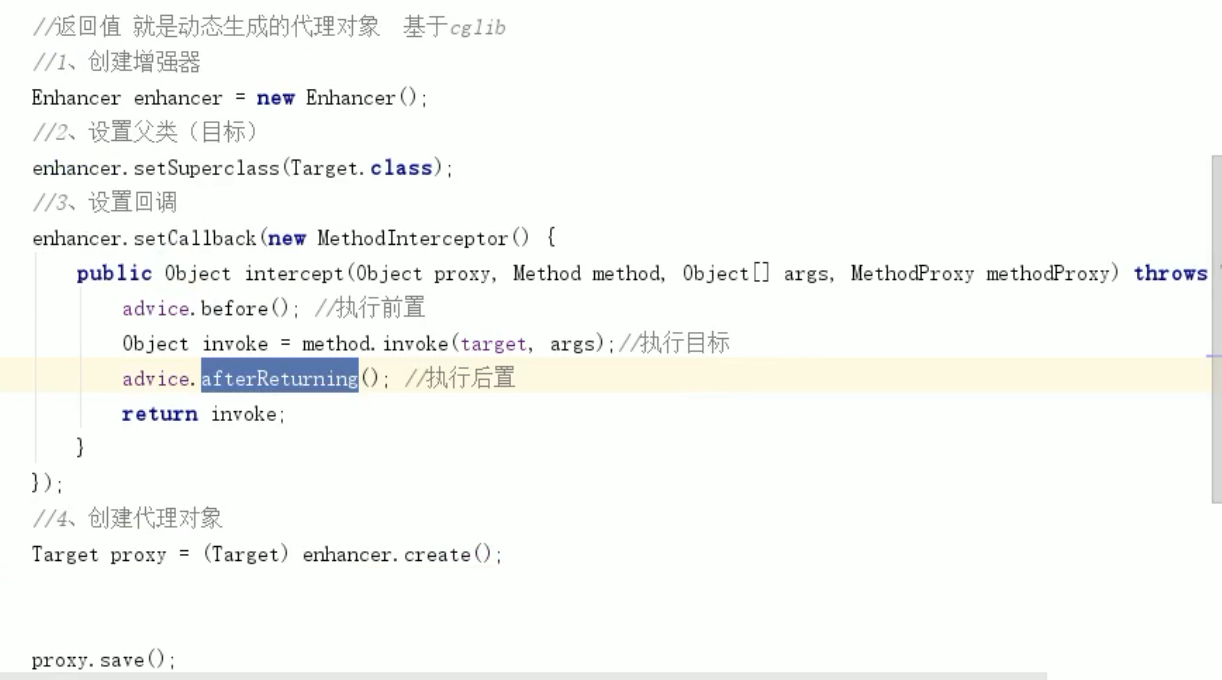 //返回值 就是动态生成的代理对象  基于cglib
//1、创建增强器
Enhancer enhancer = new Enhancer();
//2、设置父类（目标）
enhancer.setSuperclass(Target.class);
//3、设置回调
enhancer.setCallback(new MethodInterceptor() {
    public Object intercept(Object proxy, Method method, Object[] args, MethodProxy methodProxy) throws
        advice.before(); //执行前置
        Object invoke = method.invoke(target, args);//执行目标
        advice.afterReturning(); //执行后置
        return invoke;
    }
});
//4、创建代理对象
Target proxy = (Target) enhancer.create();
proxy.save();